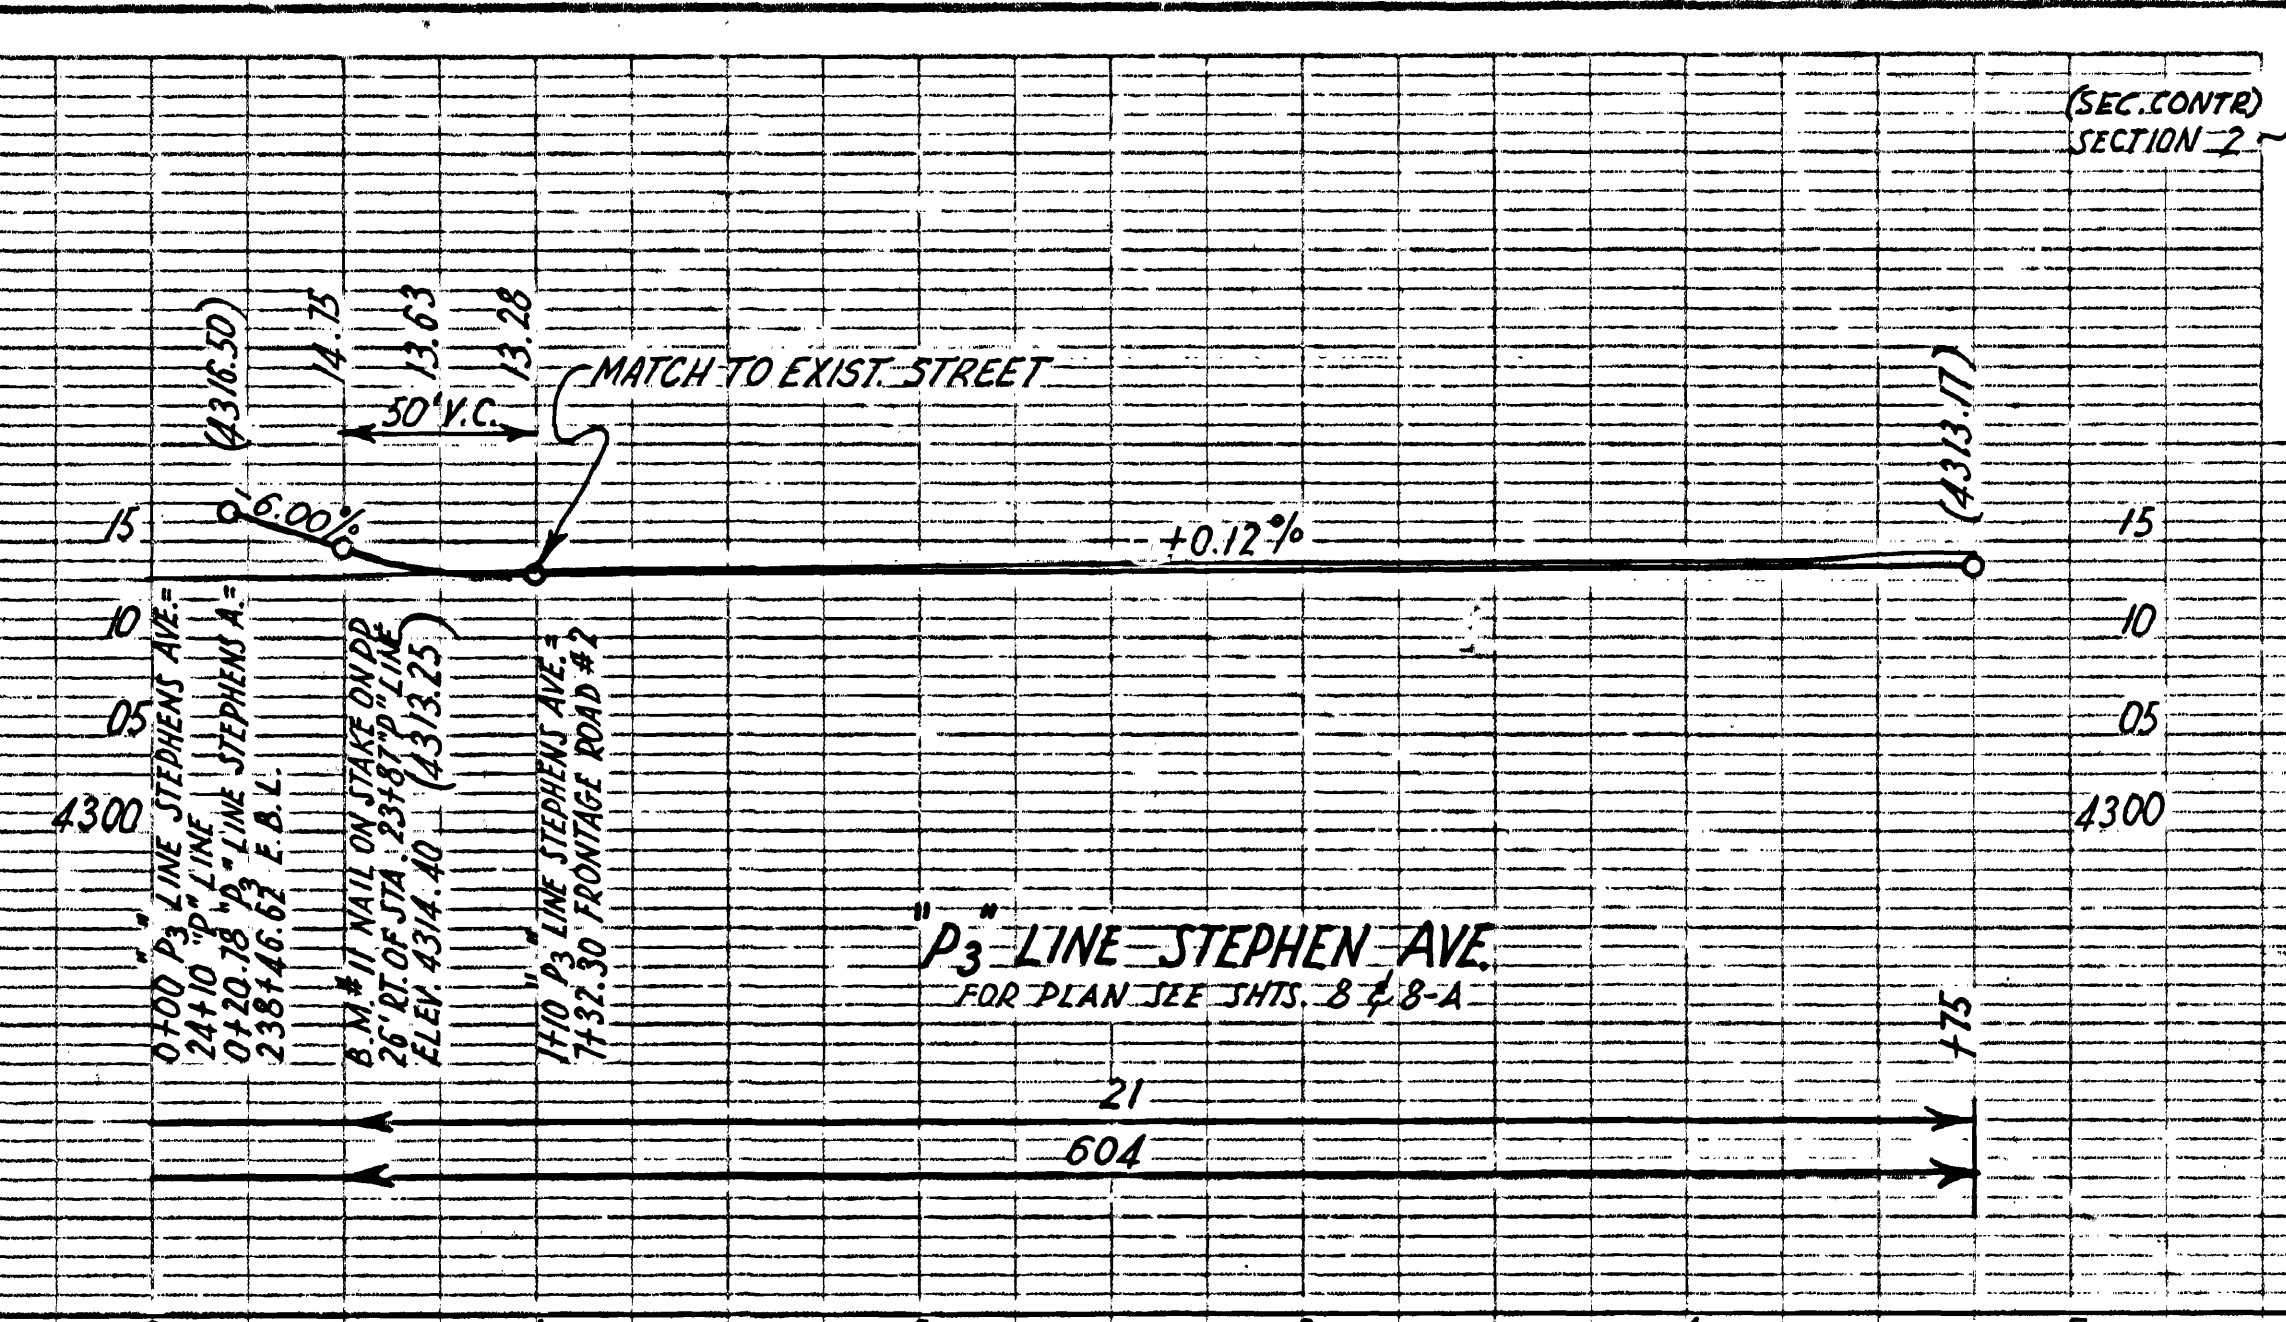 (SEC. CONTR)
SECTION 2 ~
(4316.50)
14.75
13.63
13.28
MATCH TO EXIST. STREET
50' V.C.
(4313.17)
6.00%
+0.12%
15
15
10
10
05
05
4300
4300
0+00 "P3" LINE STEPHENS AVE.=
24+10 "P" LINE
0+20.78 "P3" LINE STEPHENS A.=
238+46.62 E.B.L.
B.M.#11 NAIL ON STAKE ON PP
26' RT. OF STA. 23+87 "P" LINE
ELEV. 4314.40 (4313.25)
1+10 "P3" LINE STEPHENS AVE.=
7+32.30 FRONTAGE ROAD #2
"P3" LINE STEPHEN AVE.
FOR PLAN SEE SHTS. 8 & 8-A
+75
21
604